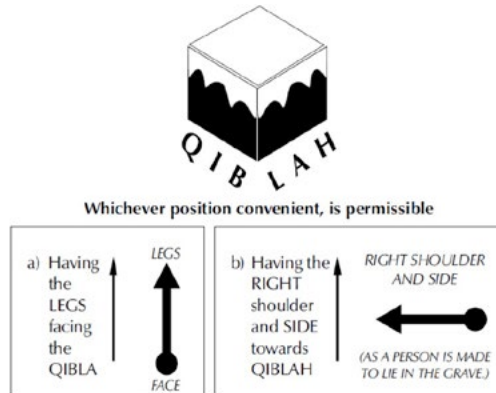 QIBLAH
Whichever position convenient, is permissible
a) Having
the
LEGS
facing
the
QIBLA
LEGS
FACE
b) Having the
RIGHT
shoulder
and SIDE
towards
QIBLAH
RIGHT SHOULDER
AND SIDE
(AS A PERSON IS MADE
TO LIE IN THE GRAVE.)